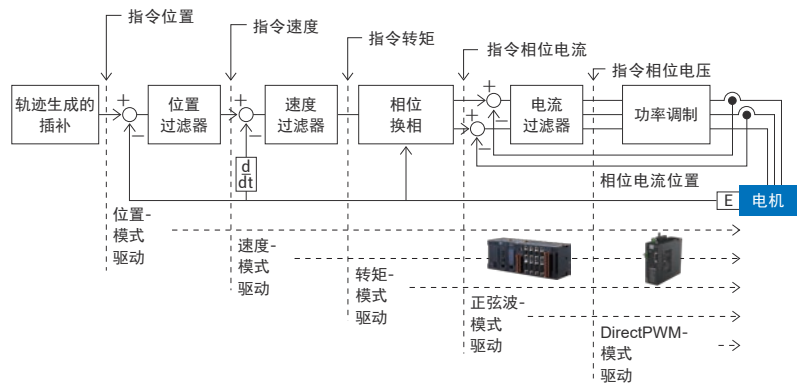 指令位置
指令速度
指令转矩
指令相位电流
指令相位电压
轨迹生成的
插补
+
−
位置
过滤器
+
−
速度
过滤器
相位
换相
+
−
+
−
电流
过滤器
功率调制
d
dt
相位电流位置
E
电机
位置-
模式
驱动
速度-
模式
驱动
转矩-
模式
驱动
正弦波-
模式
驱动
DirectPWM-
模式
驱动